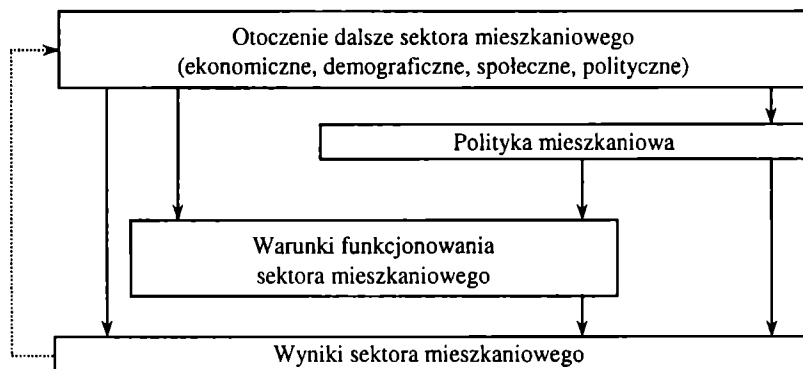 Otoczenie dalsze sektora mieszkaniowego
(ekonomiczne, demograficzne, społeczne, polityczne)
Polityka mieszkaniowa
Warunki funkcjonowania
sektora mieszkaniowego
Wyniki sektora mieszkaniowego